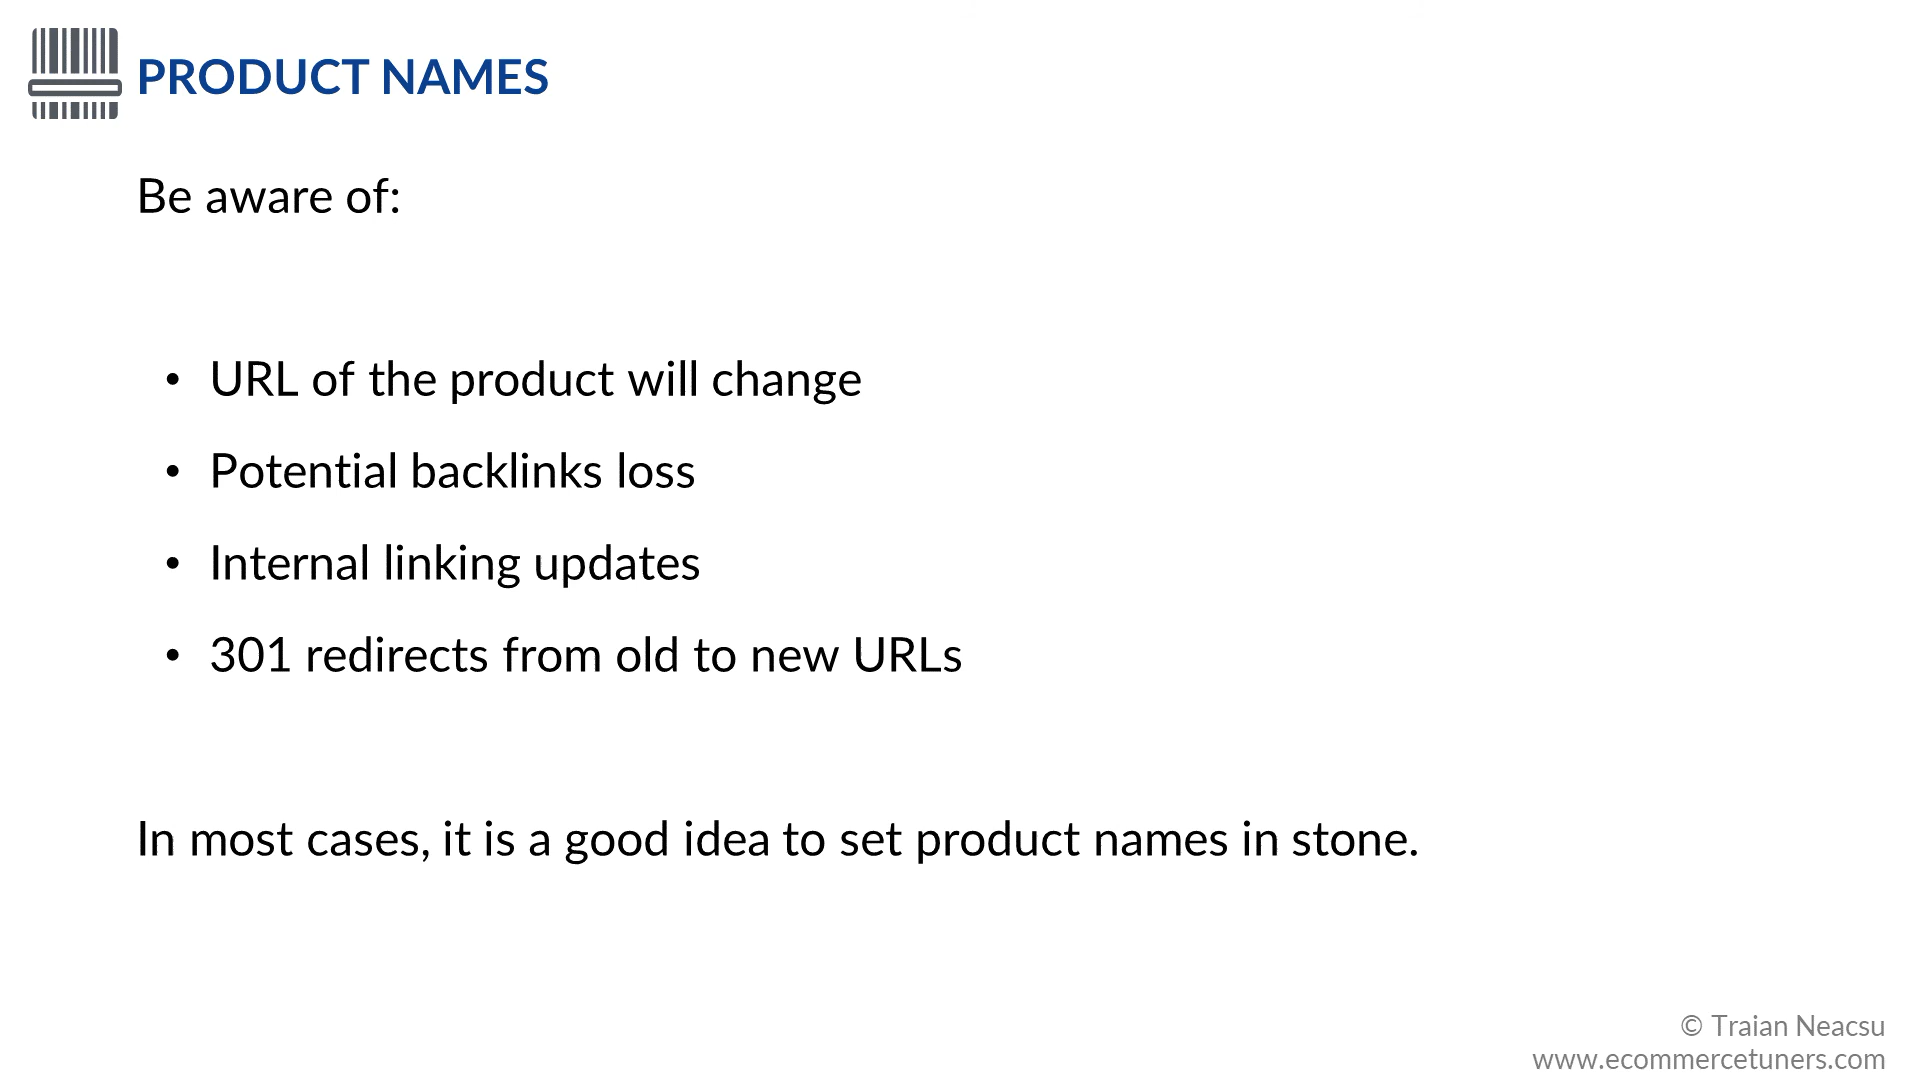 PRODUCT NAMES
Be aware of:
• URL of the product will change
• Potential backlinks loss
• Internal linking updates
• 301 redirects from old to new URLs
In most cases, it is a good idea to set product names in stone.
© Traian Neacsu
www.ecommercetuners.com